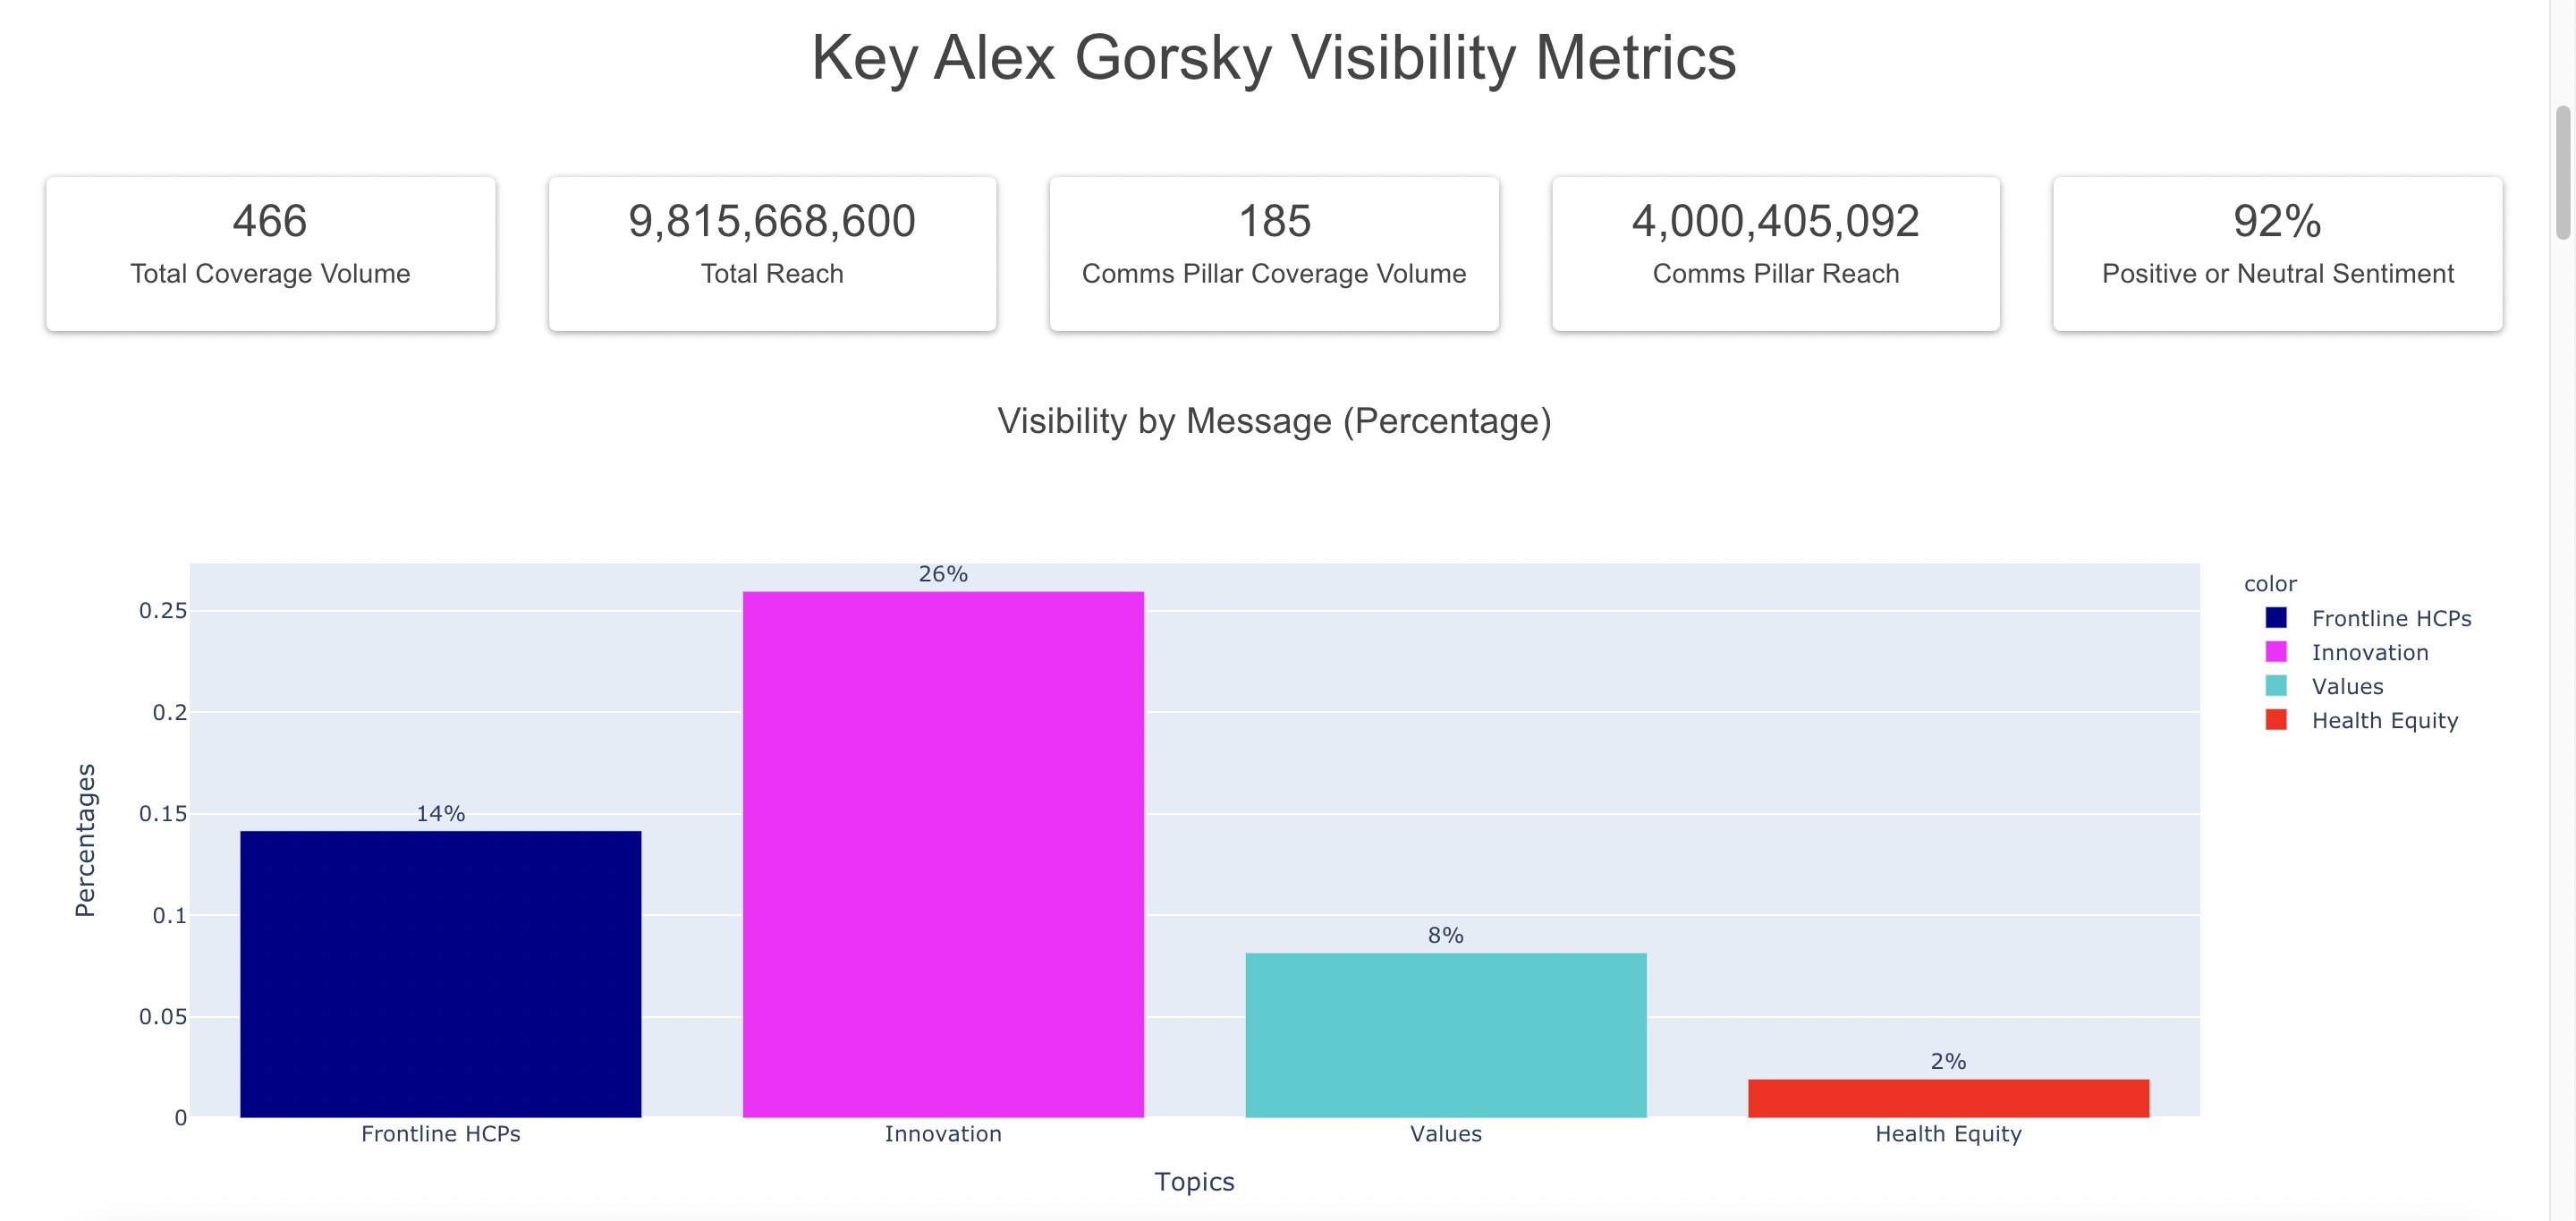 Key Alex Gorsky Visibility Metrics
466
Total Coverage Volume
9,815,668,600
Total Reach
185
Comms Pillar Coverage Volume
4,000,405,092
Comms Pillar Reach
92%
Positive or Neutral Sentiment
Visibility by Message (Percentage)
Percentages
0.25
0.2
0.15
0.1
0.05
0
14%
26%
8%
2%
Frontline HCPs
Innovation
Values
Health Equity
Topics
color
Frontline HCPs
Innovation
Values
Health Equity